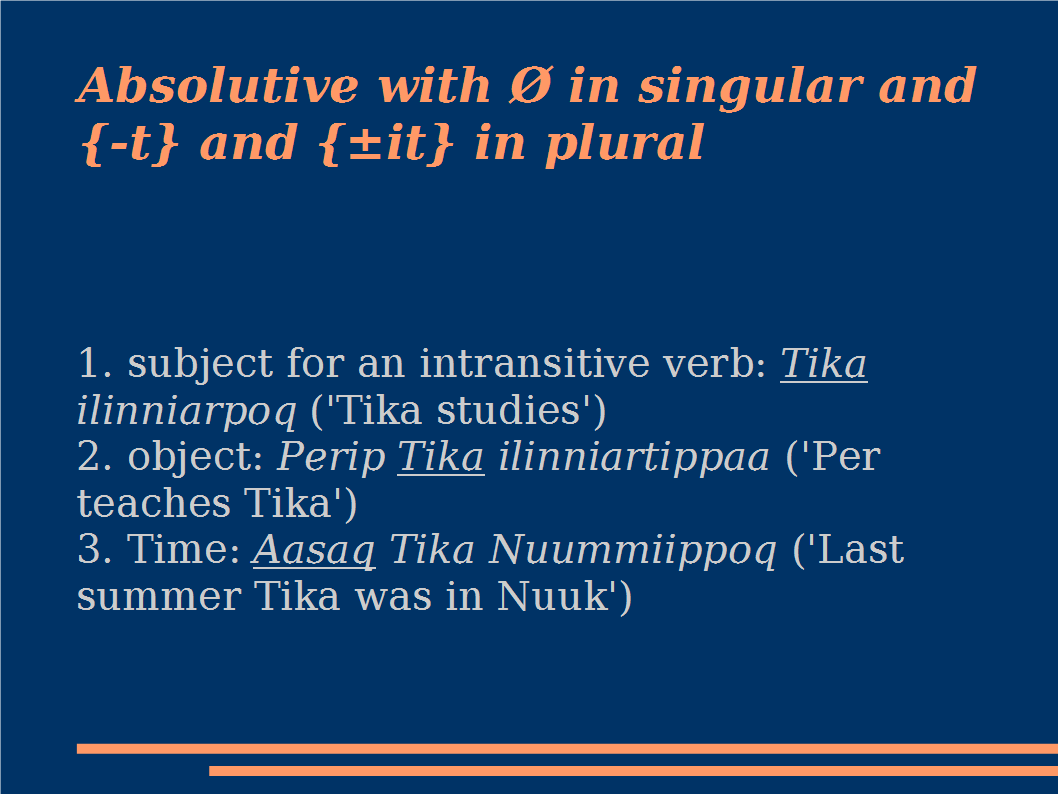 Absolutive with Ø in singular and
{-t} and {±it} in plural
1. subject for an intransitive verb: Tika
ilinniarpoq ('Tika studies')
2. object: Perip Tika ilinniartippaa ('Per
teaches Tika')
3. Time: Aasaq Tika Nuummiippoq ('Last
summer Tika was in Nuuk')